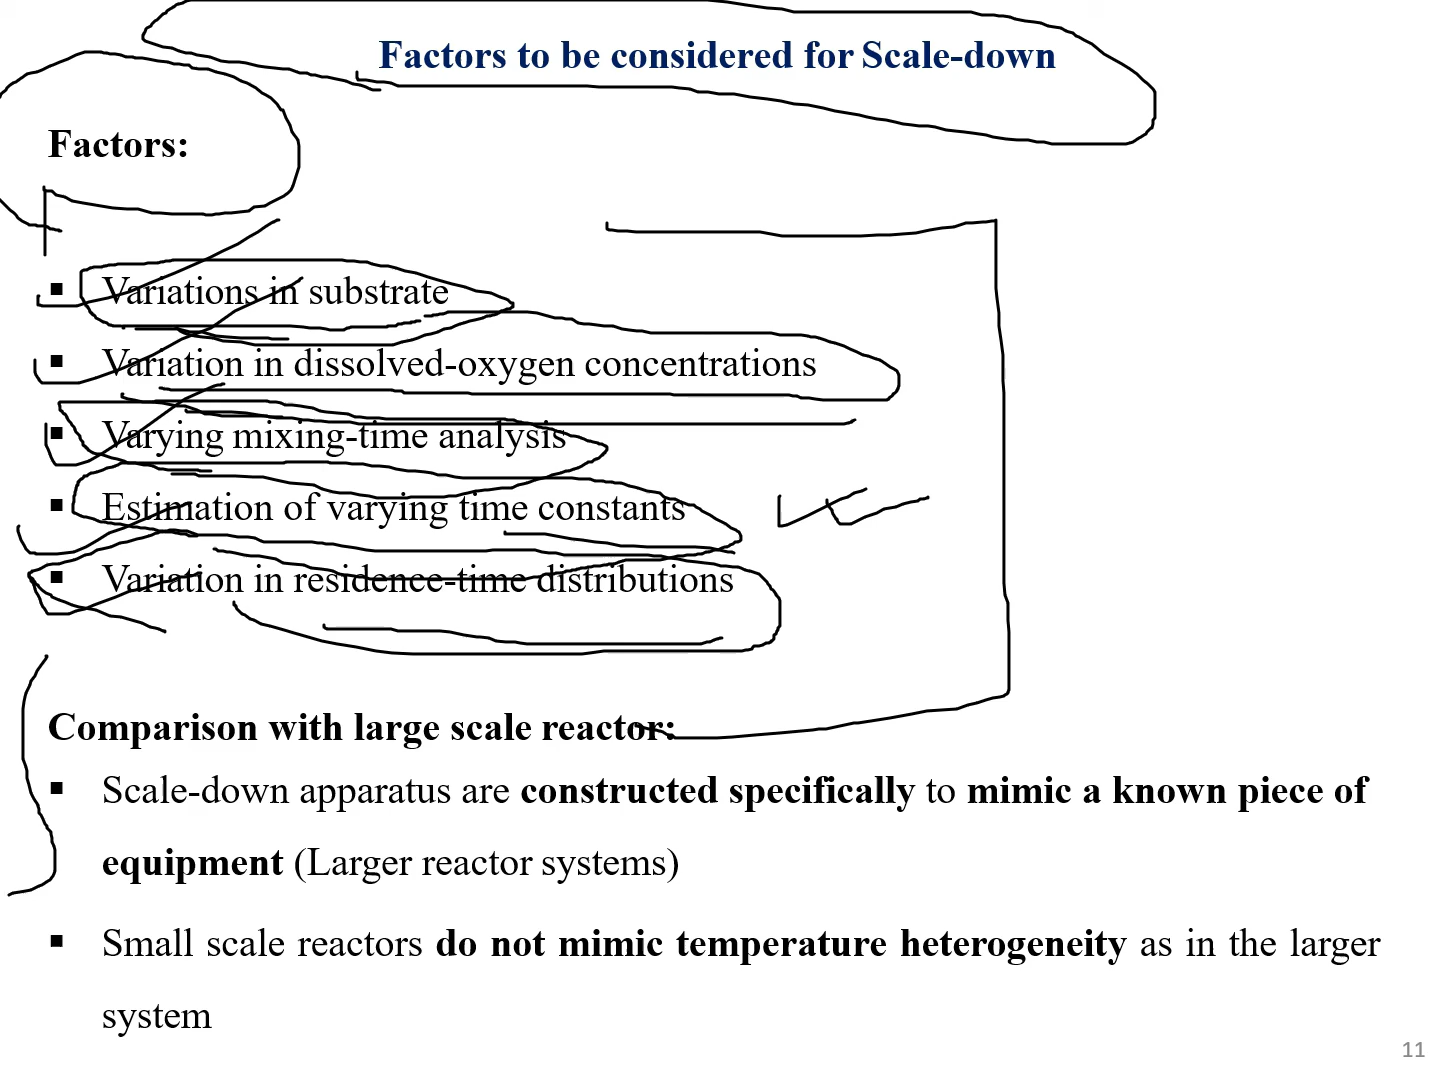 Factors to be considered for Scale-down
Factors:
▪ Variations in substrate
▪ Variation in dissolved-oxygen concentrations
▪ Varying mixing-time analysis
▪ Estimation of varying time constants
▪ Variation in residence-time distributions
Comparison with large scale reactor:
▪ Scale-down apparatus are constructed specifically to mimic a known piece of
equipment (Larger reactor systems)
▪ Small scale reactors do not mimic temperature heterogeneity as in the larger
system
11